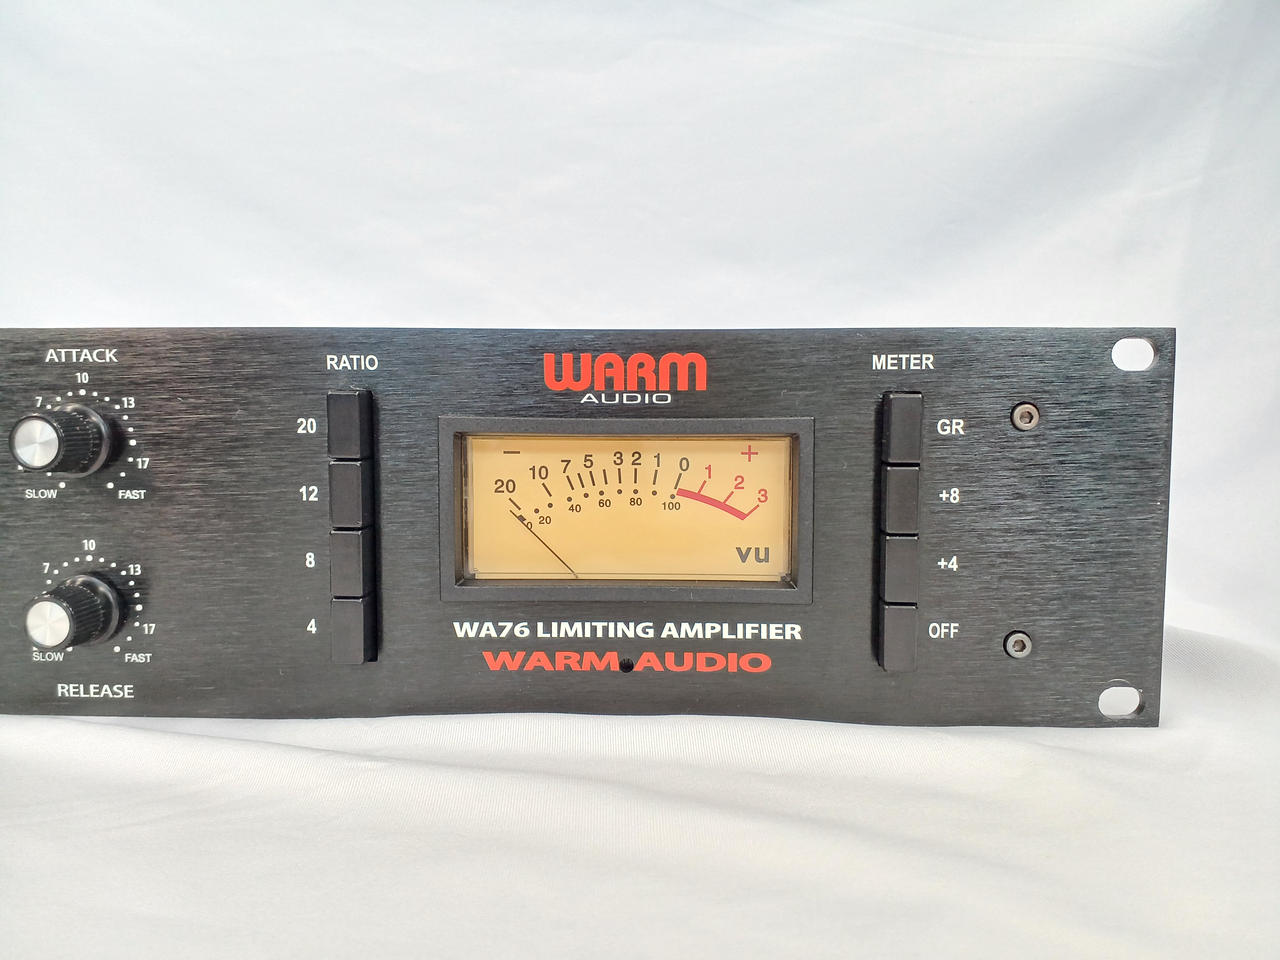 ATTACK
10
7 13
17
SLOW FAST
10
7 13
17
SLOW FAST
RELEASE
RATIO
20
12
8
4
WARM
AUDIO
− +
20 10 7 5 3 2 1 0 1 2 3
0 20 40 60 80 100
VU
WA76 LIMITING AMPLIFIER
WARM AUDIO
METER
GR
+8
+4
OFF